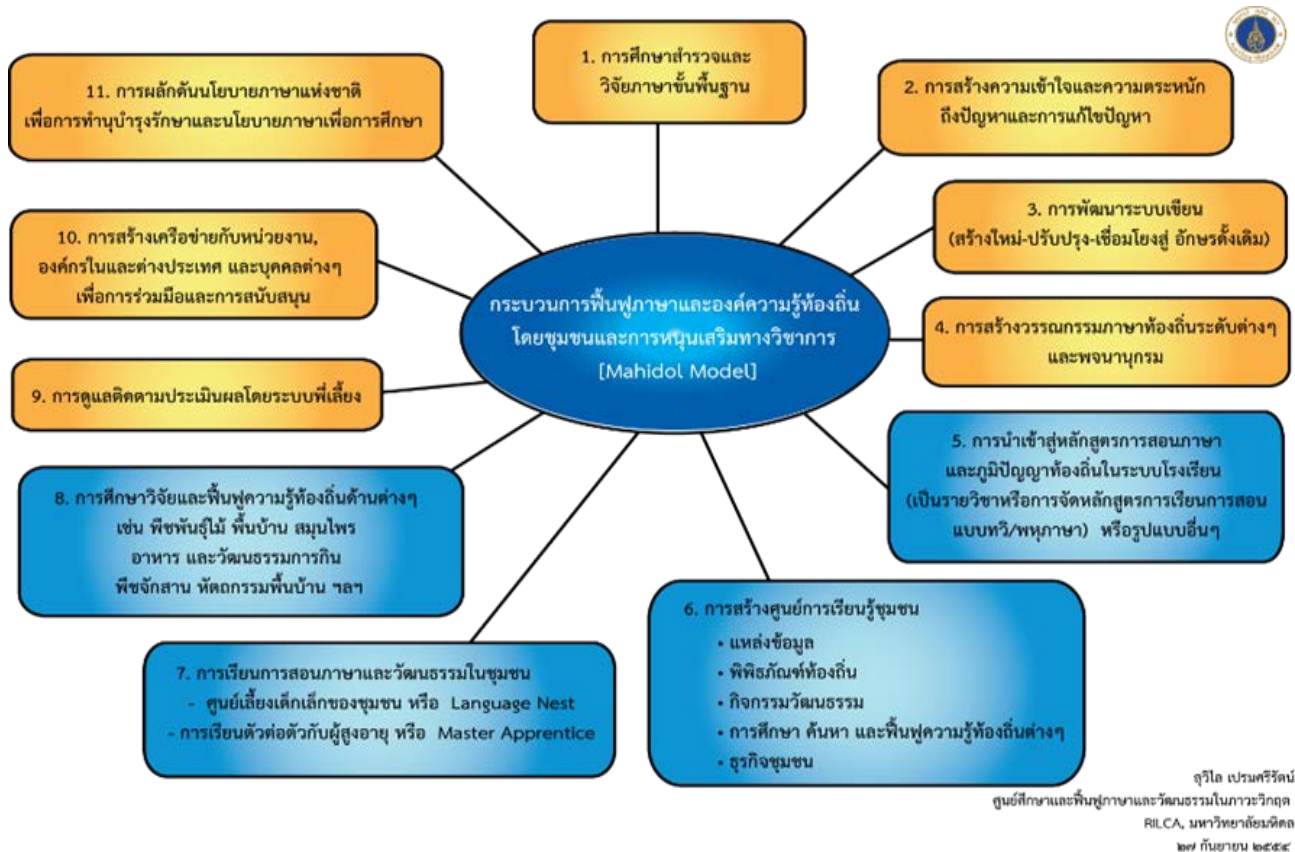 1. การศึกษาสำรวจและ
วิจัยภาษาขั้นพื้นฐาน
2. การสร้างความเข้าใจและความตระหนัก
ถึงปัญหาและการแก้ไขปัญหา
3. การพัฒนาระบบเขียน
(สร้างใหม่-ปรับปรุง-เชื่อมโยงสู่ อักษรดั้งเดิม)
4. การสร้างวรรณกรรมภาษาท้องถิ่นระดับต่างๆ
และพจนานุกรม
5. การนำเข้าสู่หลักสูตรการสอนภาษา
และภูมิปัญญาท้องถิ่นในระบบโรงเรียน
(เป็นรายวิชาหรือการจัดหลักสูตรการเรียนการสอน
แบบทวิ/พหุภาษา) หรือรูปแบบอื่นๆ
6. การสร้างศูนย์การเรียนรู้ชุมชน
• แหล่งข้อมูล
• พิพิธภัณฑ์ท้องถิ่น
• กิจกรรมวัฒนธรรม
• การศึกษา ค้นหา และฟื้นฟูความรู้ท้องถิ่นต่างๆ
• ธุรกิจชุมชน
7. การเรียนการสอนภาษาและวัฒนธรรมในชุมชน
- ศูนย์เลี้ยงเด็กเล็กของชุมชน หรือ Language Nest
- การเรียนตัวต่อตัวกับผู้สูงอายุ หรือ Master Apprentice
8. การศึกษาวิจัยและฟื้นฟูความรู้ท้องถิ่นด้านต่างๆ
เช่น พืชพันธุ์ไม้ พื้นบ้าน สมุนไพร
อาหาร และวัฒนธรรมการกิน
พืชจักสาน หัตถกรรมพื้นบ้าน ฯลฯ
9. การดูแลติดตามประเมินผลโดยระบบพี่เลี้ยง
10. การสร้างเครือข่ายกับหน่วยงาน,
องค์กรในและต่างประเทศ และบุคคลต่างๆ
เพื่อการร่วมมือและการสนับสนุน
11. การผลักดันนโยบายภาษาแห่งชาติ
เพื่อการทำนุบำรุงรักษาและนโยบายภาษาเพื่อการศึกษา
กระบวนการฟื้นฟูภาษาและองค์ความรู้ท้องถิ่น
โดยชุมชนและการหนุนเสริมทางวิชาการ
[Mahidol Model]
สุวิไล เปรมศรีรัตน์
ศูนย์ศึกษาและฟื้นฟูภาษาและวัฒนธรรมในภาวะวิกฤต
RILCA, มหาวิทยาลัยมหิดล
๒๗ กันยายน ๒๕๕๔